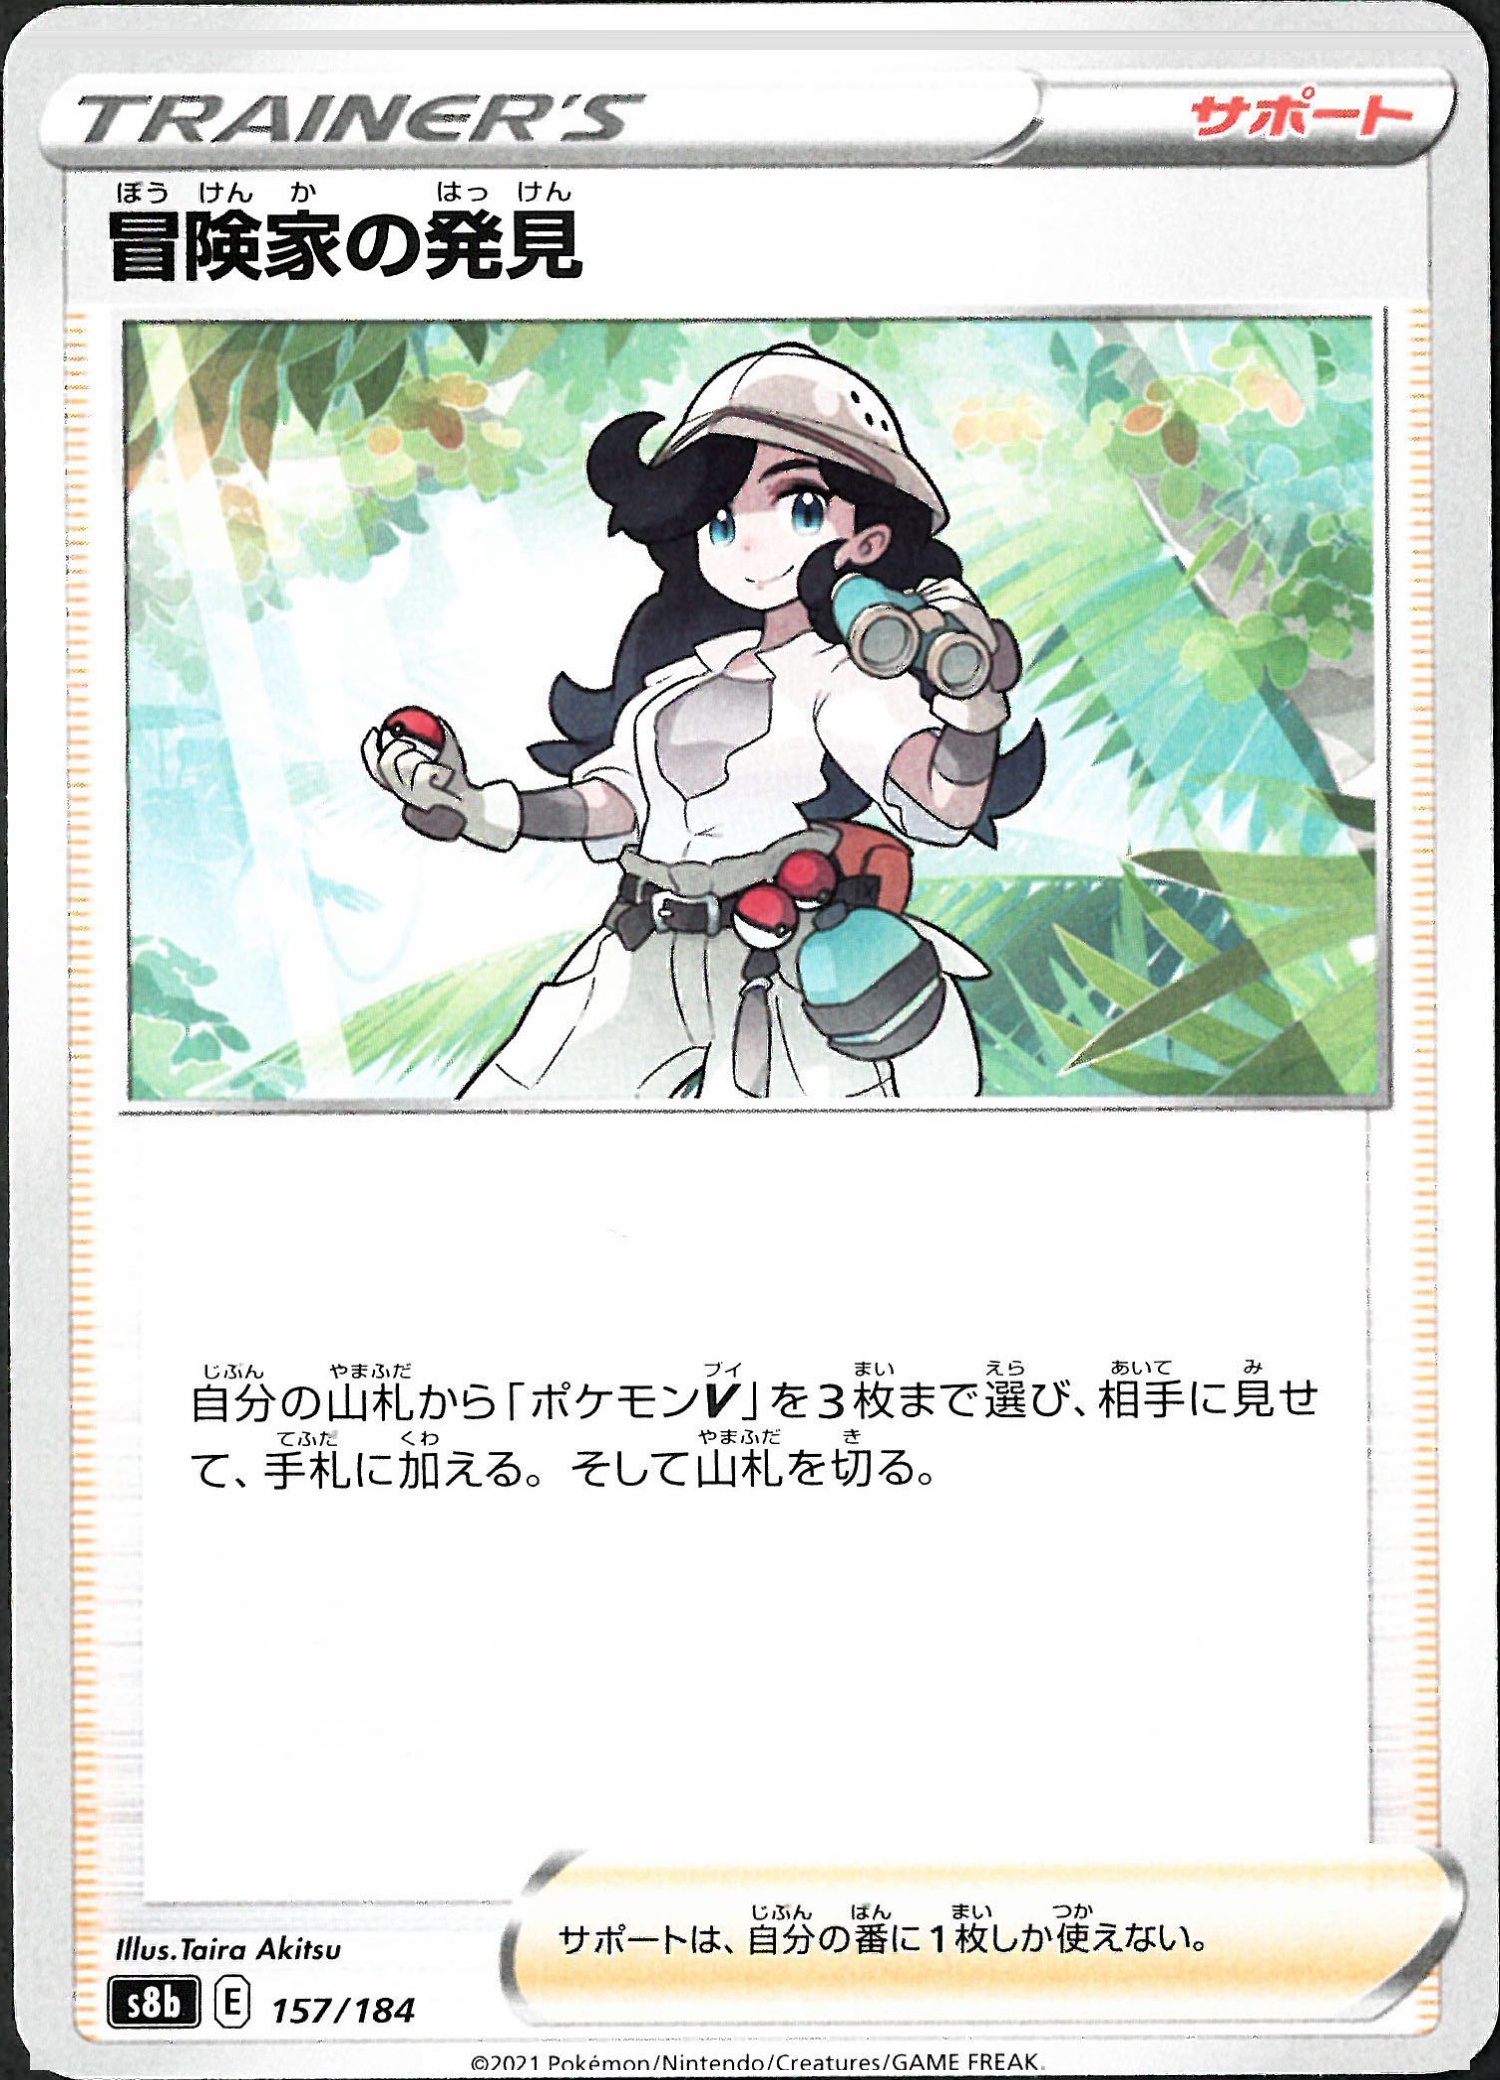 TRAINER'S
サポート
ぼう けん か はっ けん
冒険家の発見
じぶん やまふだ ブイ まい えら あいて み
自分の山札から「ポケモンV」を3枚まで選び、相手に見せ
てふだ くわ やまふだ き
て、手札に加える。そして山札を切る。
じぶん ばん まい つか
サポートは、自分の番に1枚しか使えない。
Illus.Taira Akitsu
s8b E 157/184
©2021 Pokémon/Nintendo/Creatures/GAME FREAK.